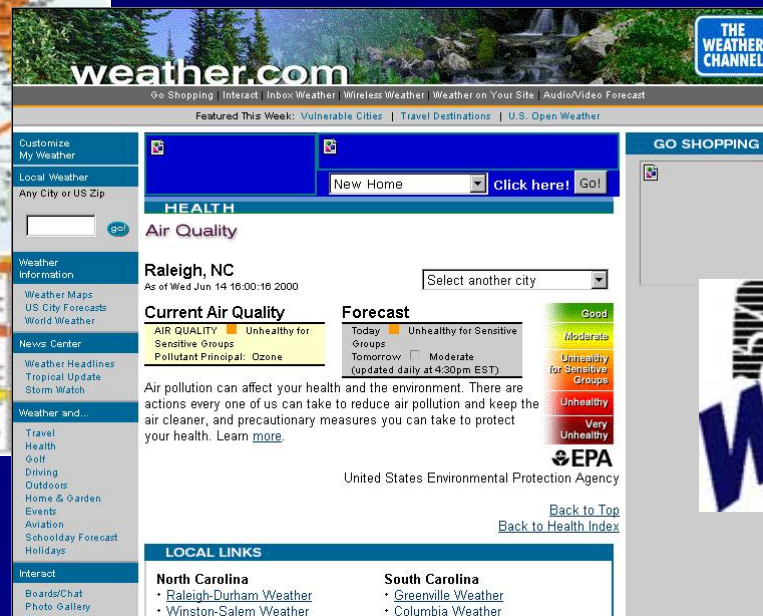 weather.com
THE
WEATHER
CHANNEL
Go Shopping | Interact | Inbox Weather | Wireless Weather | Weather on Your Site | Audio/Video Forecast
Featured This Week: Vulnerable Cities | Travel Destinations | U.S. Open Weather
Customize
My Weather
Local Weather
Any City or US Zip
go!
Weather
Information
Weather Maps
US City Forecasts
World Weather
News Center
Weather Headlines
Tropical Update
Storm Watch
Weather and...
Travel
Health
Golf
Driving
Outdoors
Home & Garden
Events
Aviation
Schoolday Forecast
Holidays
Interact
Boards/Chat
Photo Gallery
New Home
Click here! Go!
HEALTH
Air Quality
Raleigh, NC
As of Wed Jun 14 16:00:16 2000
Select another city
Current Air Quality
AIR QUALITY Unhealthy for
Sensitive Groups
Pollutant Principal: Ozone
Forecast
Today Unhealthy for Sensitive
Groups
Tomorrow Moderate
(updated daily at 4:30pm EST)
Good
Moderate
Unhealthy
for Sensitive
Groups
Unhealthy
Very
Unhealthy
Air pollution can affect your health and the environment. There are
actions every one of us can take to reduce air pollution and keep the
air cleaner, and precautionary measures you can take to protect
your health. Learn more.
EPA
United States Environmental Protection Agency
Back to Top
Back to Health Index
LOCAL LINKS
North Carolina
· Raleigh-Durham Weather
· Winston-Salem Weather
South Carolina
· Greenville Weather
· Columbia Weather
GO SHOPPING